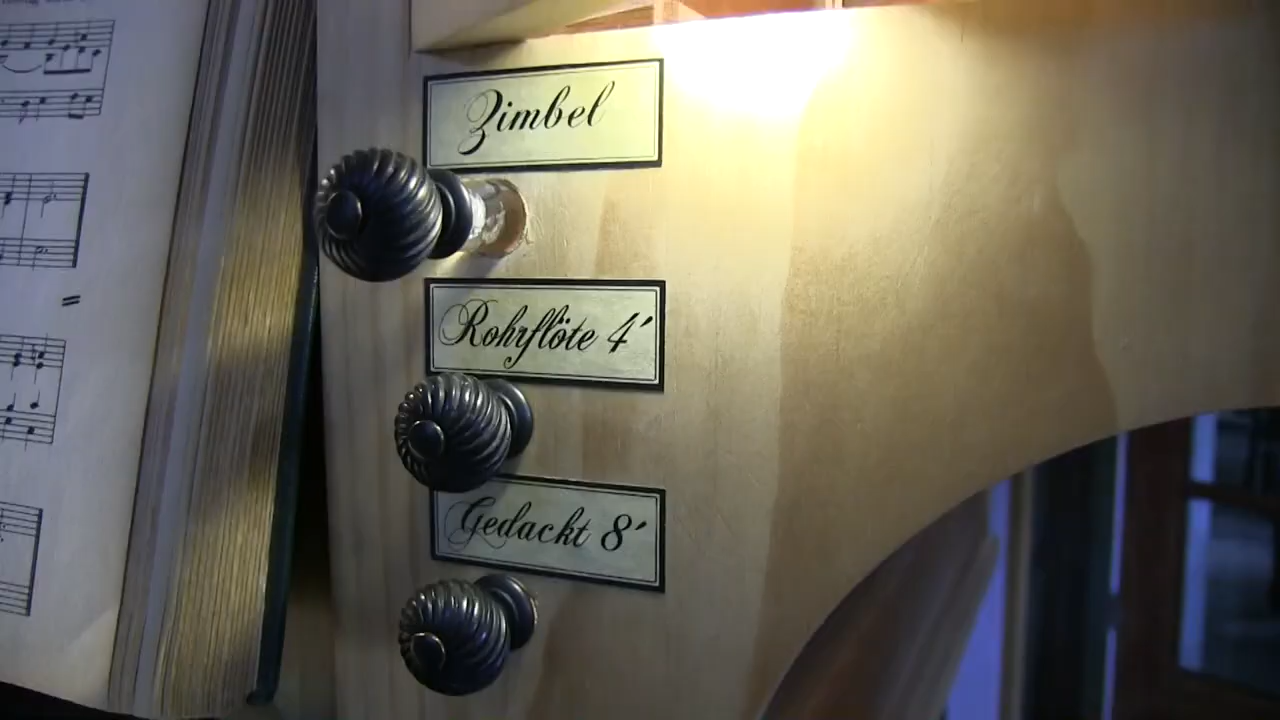 Zimbel
Rohrflöte 4′
Gedackt 8′